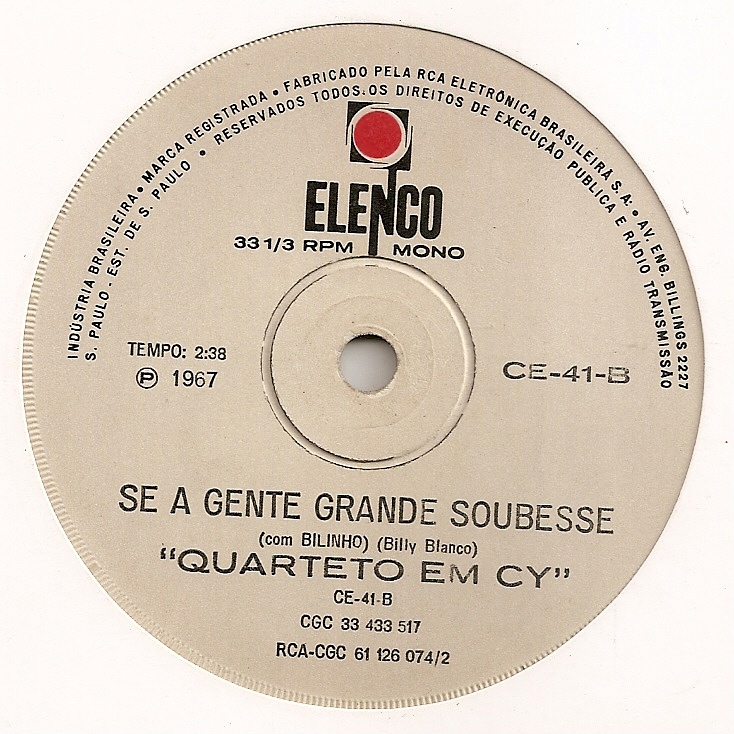 INDÚSTRIA BRASILEIRA • MARCA REGISTRADA • FABRICADO PELA RCA ELETRÔNICA BRASILEIRA S.A. • AV. ENG. BILLINGS 2227
S. PAULO - EST. DE S. PAULO • RESERVADOS TODOS.OS DIREITOS DE EXECUÇÃO PUBLICA E RÁDIO TRANSMISSÃO
ELENCO
33 1/3 RPM MONO
TEMPO: 2:38
℗ 1967
CE-41-B
SE A GENTE GRANDE SOUBESSE
(com BILINHO) (Billy Blanco)
“QUARTETO EM CY”
CE-41-B
CGC 33 433 517
RCA-CGC 61 126 074/2